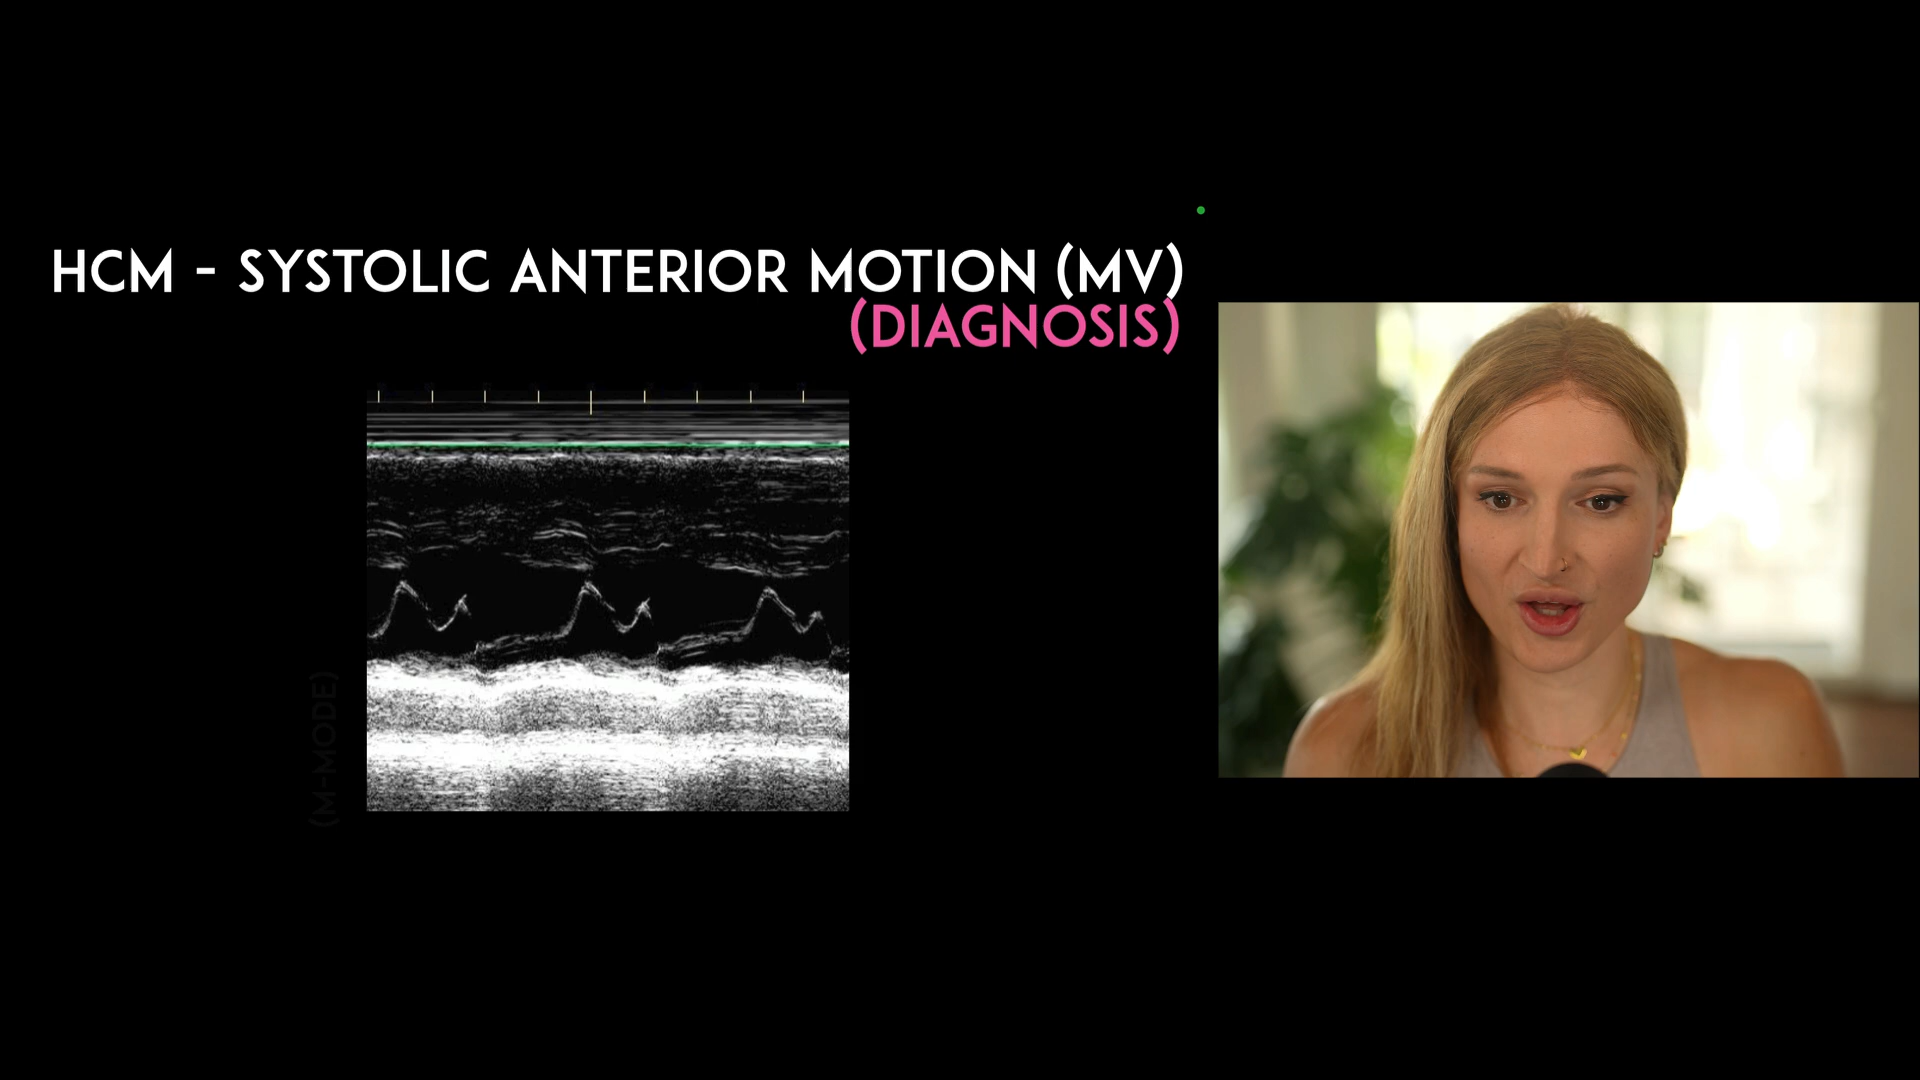 HCM - SYSTOLIC ANTERIOR MOTION (MV)
(DIAGNOSIS)
(M-MODE)